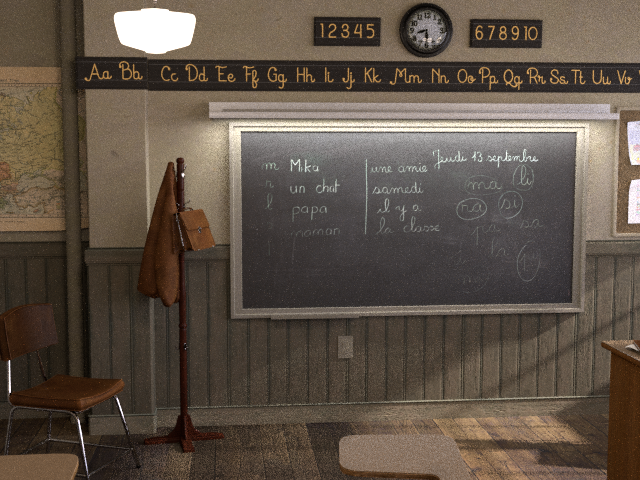 12345
678910
Aa Bb Cc Dd Ee Ff Gg Hh Ii Jj Kk Mm Nn Oo Pp Qq Rr Ss Tt Uu Vv
Jeudi 13 septembre
m Mika
r un chat
l papa
maman
une amie
samedi
il y a
la classe
ma li
ra si
pa sa